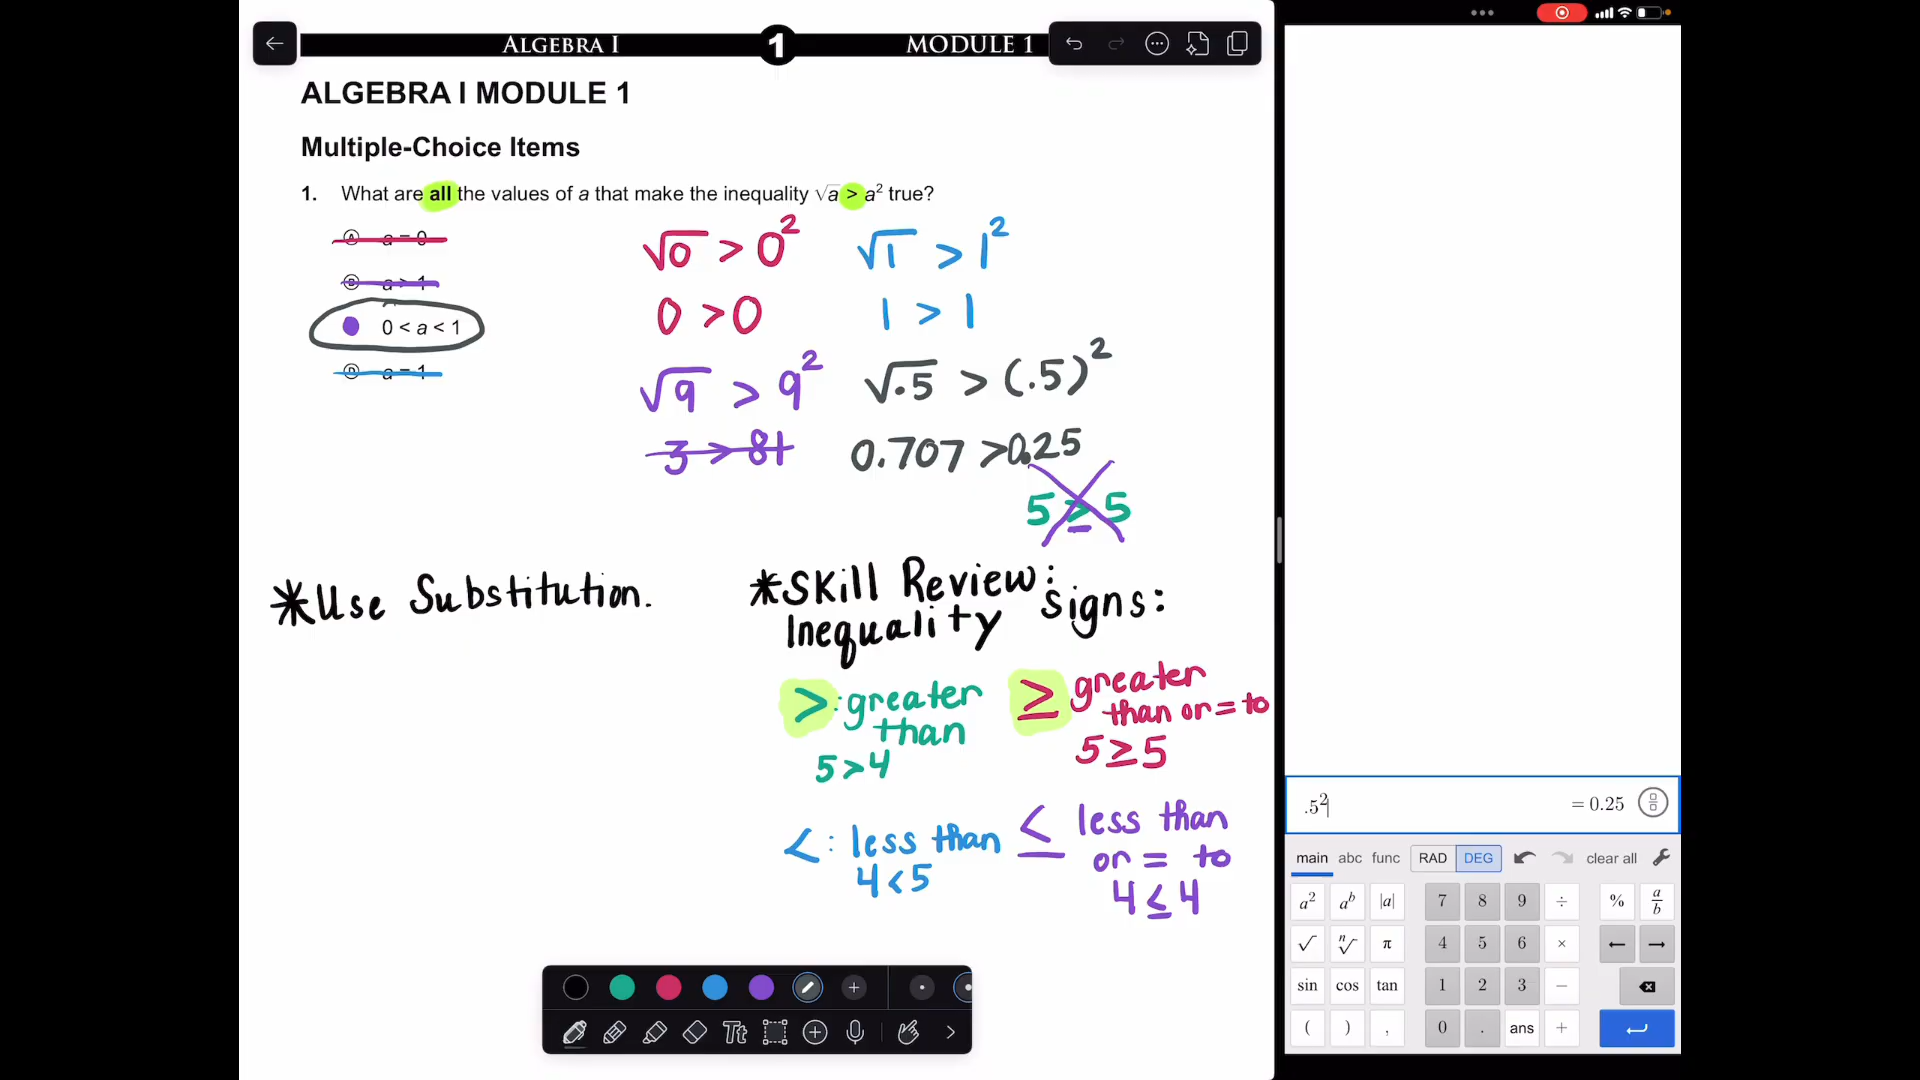 ALGEBRA I 1 MODULE 1
ALGEBRA I MODULE 1
Multiple-Choice Items
1. What are all the values of a that make the inequality √a > a² true?
Ⓐ a = 0
Ⓑ a > 1
0 < a < 1
Ⓓ a = 1
√0 > 0²
0 > 0
√1 > 1²
1 > 1
√9 > 9²
3 > 81
√.5 > (.5)²
0.707 > 0.25
5 ≥ 5
*Use Substitution.
*Skill Review:
Inequality signs:
> : greater
than
5 > 4
≥ greater
than or = to
5 ≥ 5
< : less than
4 < 5
≤ less than
or = to
4 ≤ 4
.5² = 0.25
main abc func RAD DEG clear all
a² aᵇ |a| 7 8 9 ÷ % a/b
√ ⁿ√ π 4 5 6 × ← →
sin cos tan 1 2 3 −
( ) , 0 . ans +
Tt